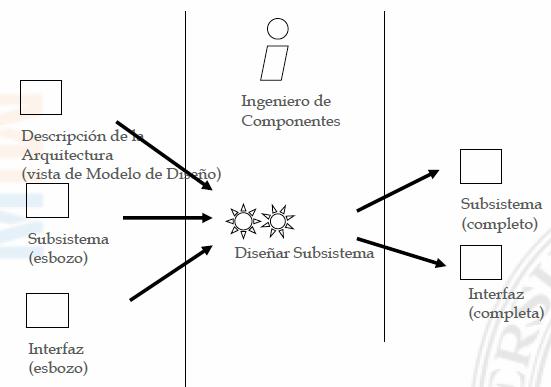 Ingeniero de
Componentes
Descripción de la
Arquitectura
(vista de Modelo de Diseño)
Subsistema
(esbozo)
Interfaz
(esbozo)
Diseñar Subsistema
Subsistema
(completo)
Interfaz
(completa)